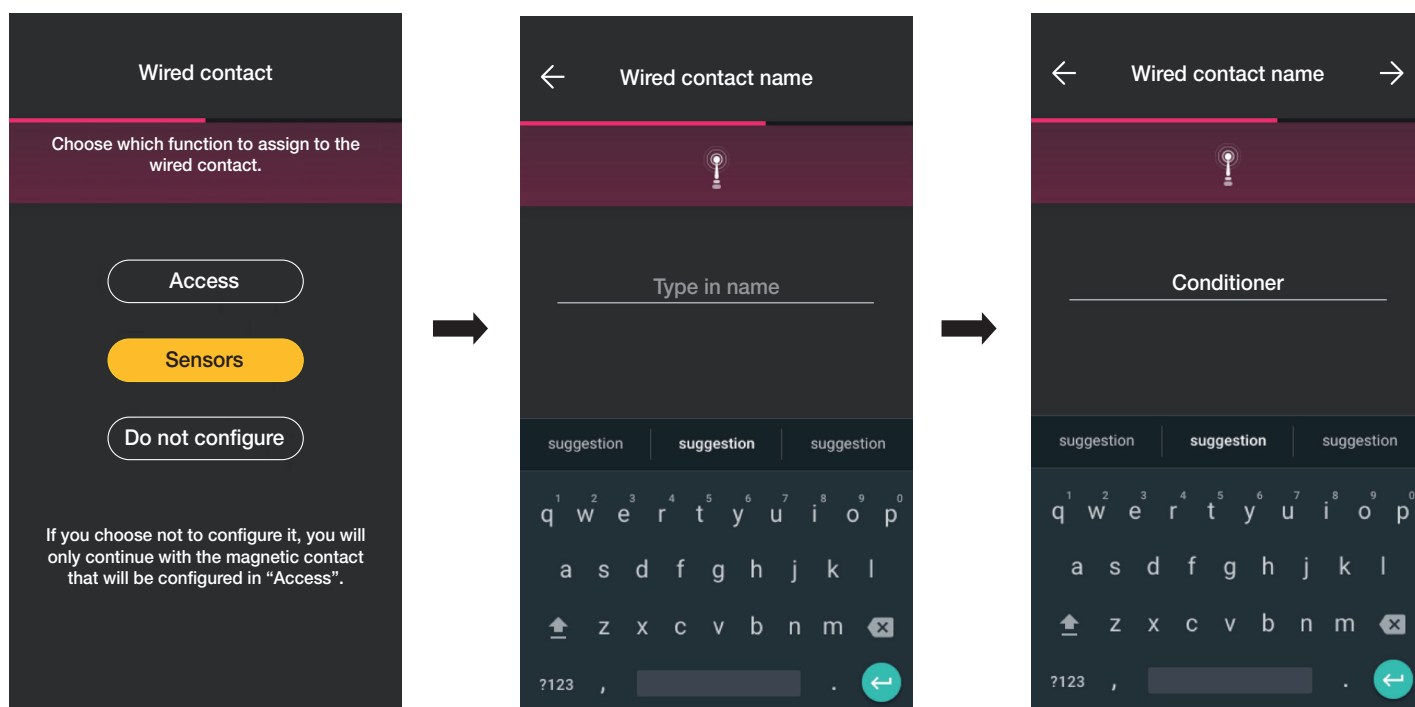 Wired contact
Choose which function to assign to the
wired contact.
Access
Sensors
Do not configure
If you choose not to configure it, you will
only continue with the magnetic contact
that will be configured in “Access”.
Wired contact name
Type in name
suggestion suggestion suggestion
1 2 3 4 5 6 7 8 9 0
q w e r t y u i o p
a s d f g h j k l
z x c v b n m
?123 , .
Wired contact name
Conditioner
suggestion suggestion suggestion
1 2 3 4 5 6 7 8 9 0
q w e r t y u i o p
a s d f g h j k l
z x c v b n m
?123 , .